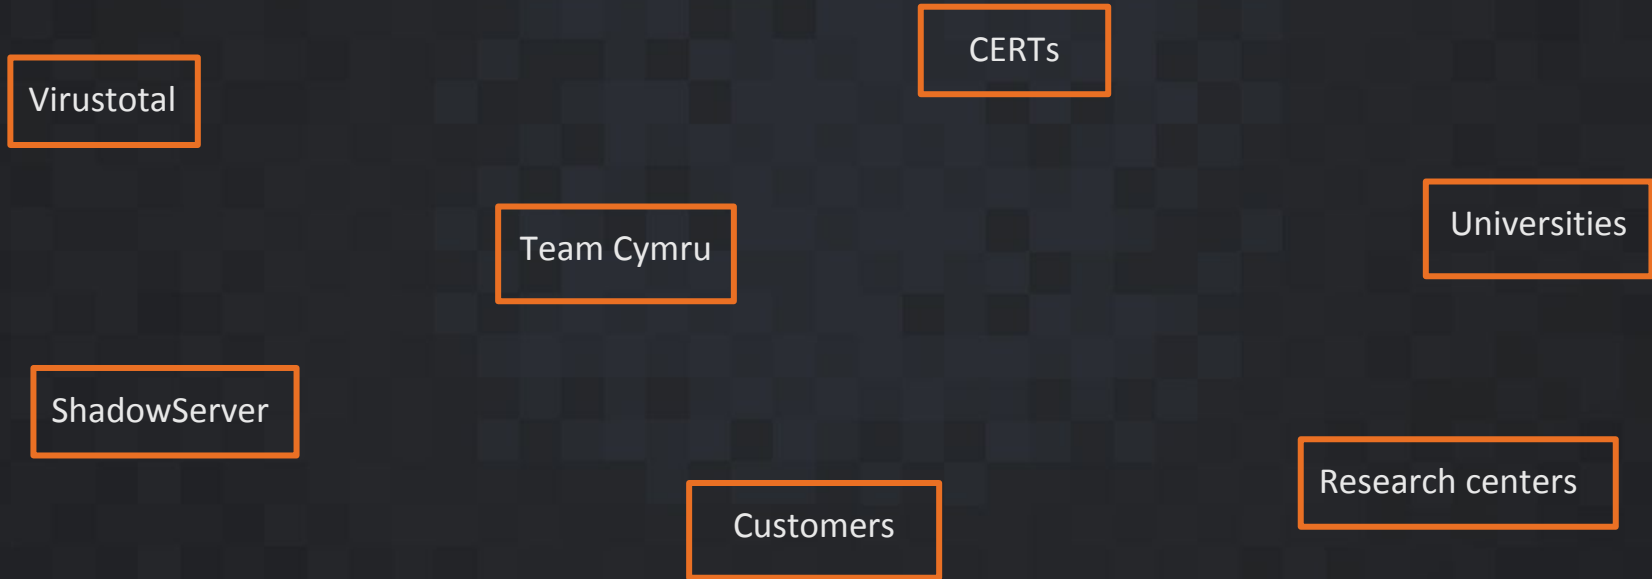 CERTs
Virustotal
Universities
Team Cymru
ShadowServer
Research centers
Customers